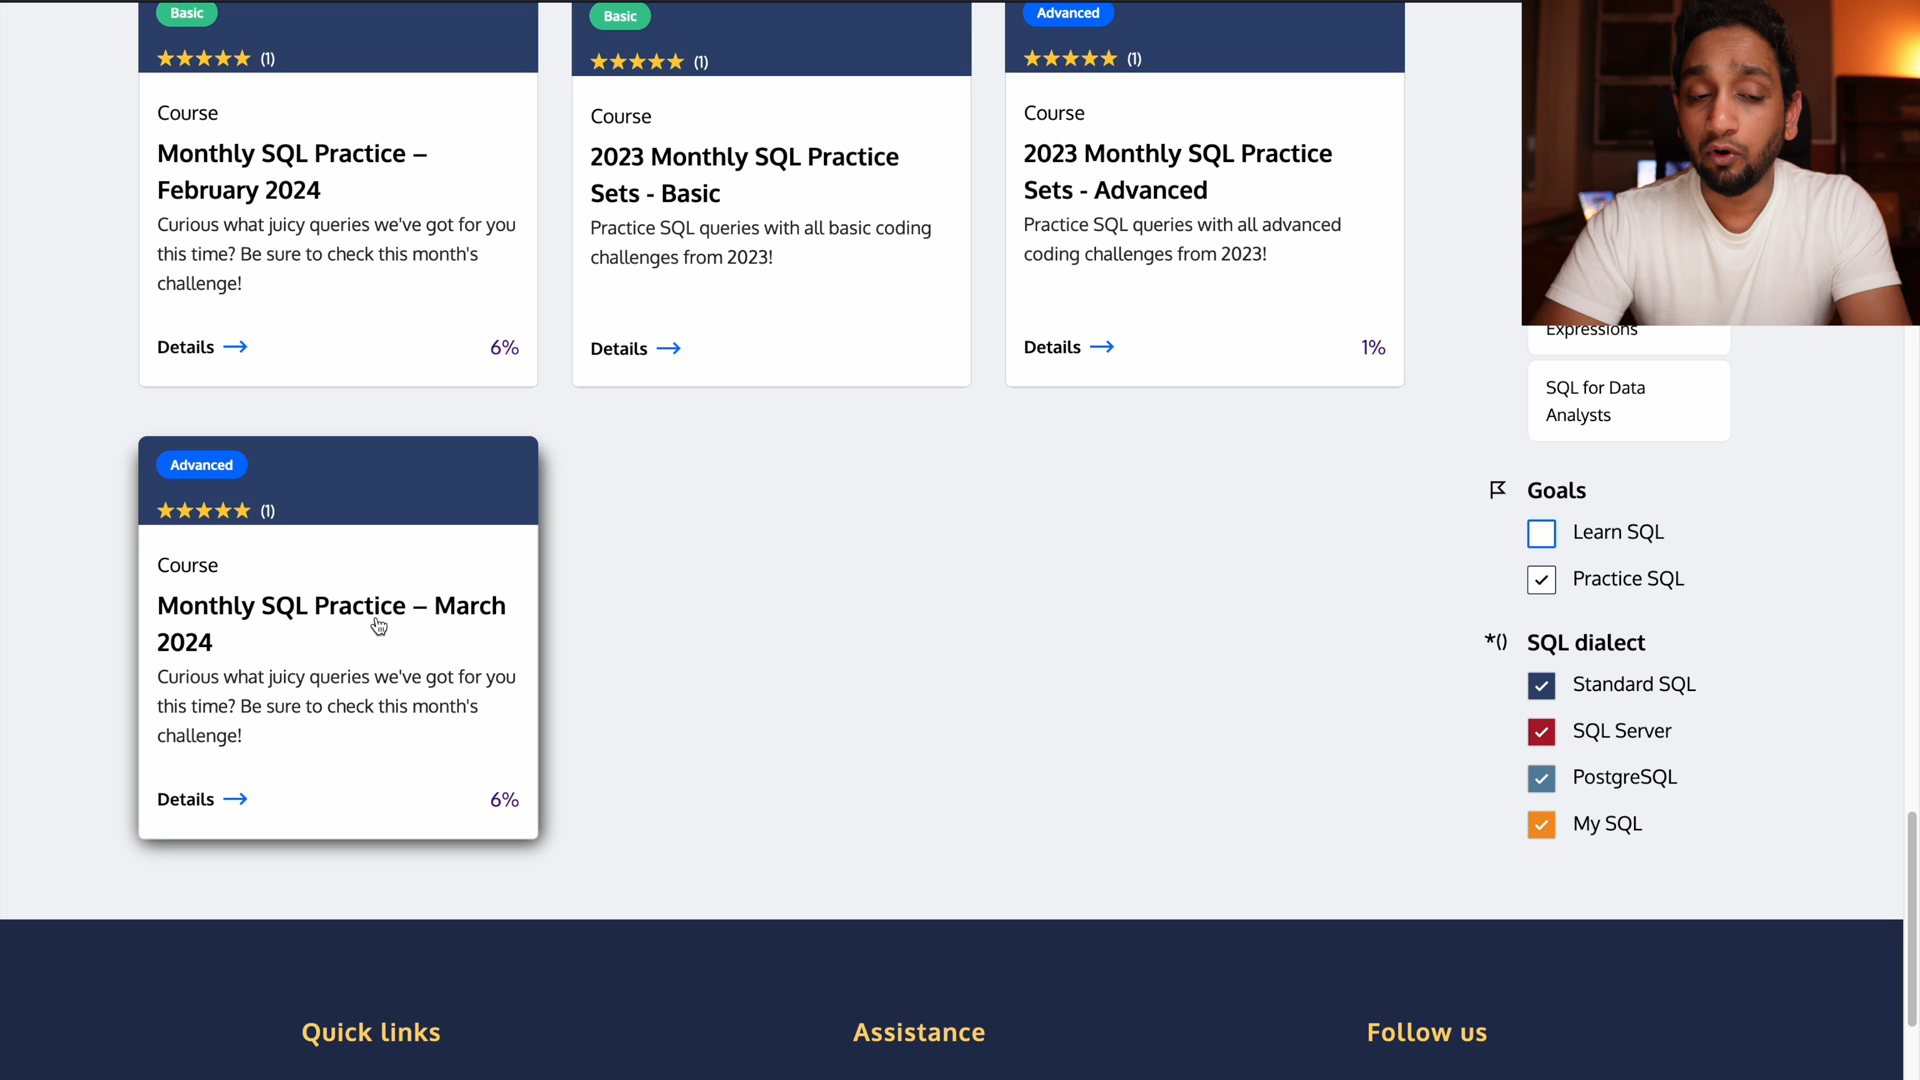 Basic
(1)
Course
Monthly SQL Practice –
February 2024
Curious what juicy queries we've got for you
this time? Be sure to check this month's
challenge!
Details
6%
Basic
(1)
Course
2023 Monthly SQL Practice
Sets - Basic
Practice SQL queries with all basic coding
challenges from 2023!
Details
Advanced
(1)
Course
2023 Monthly SQL Practice
Sets - Advanced
Practice SQL queries with all advanced
coding challenges from 2023!
Details
1%
Advanced
(1)
Course
Monthly SQL Practice – March
2024
Curious what juicy queries we've got for you
this time? Be sure to check this month's
challenge!
Details
6%
Expressions
SQL for Data
Analysts
Goals
Learn SQL
Practice SQL
*() SQL dialect
Standard SQL
SQL Server
PostgreSQL
My SQL
Quick links
Assistance
Follow us